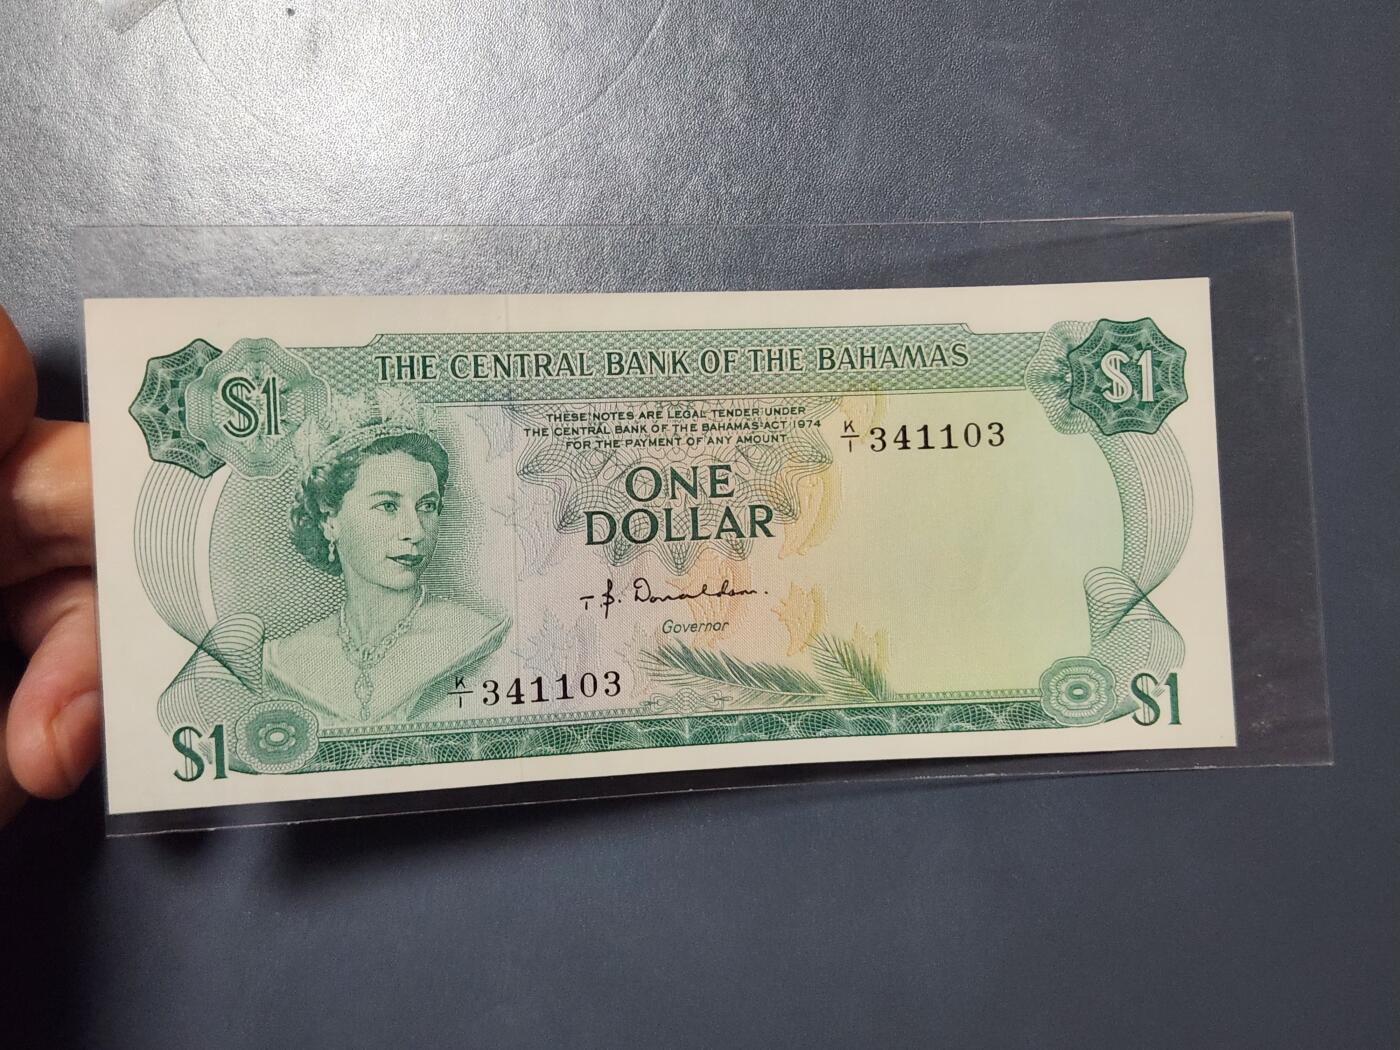 THE CENTRAL BANK OF THE BAHAMAS
$1
$1
THESE NOTES ARE LEGAL TENDER UNDER
THE CENTRAL BANK OF THE BAHAMAS ACT 1974
FOR THE PAYMENT OF ANY AMOUNT
K/1 341103
ONE
DOLLAR
T. B. Donaldson.
Governor
K/1 341103
$1
$1